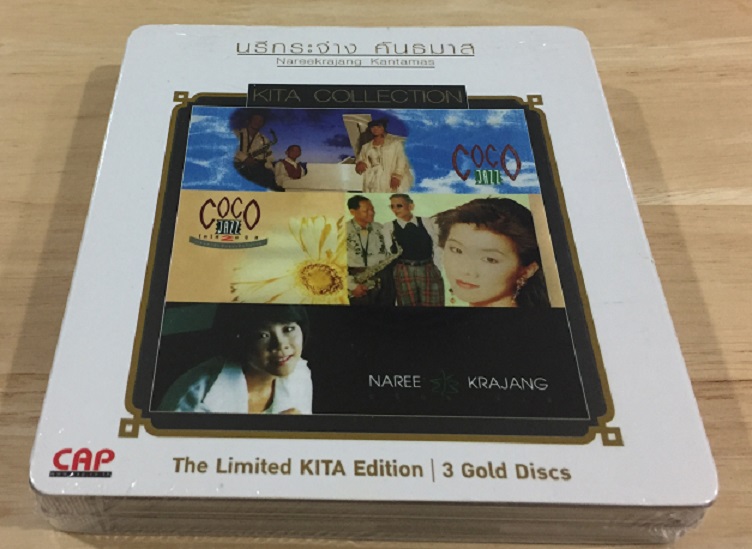 นรีกระจ่าง คันธมาส
Nareekrajang Kantamas
KITA COLLECTION
COCO
JAZZ
COCO
JAZZ
NAREE KRAJANG
CAP
The Limited KITA Edition | 3 Gold Discs